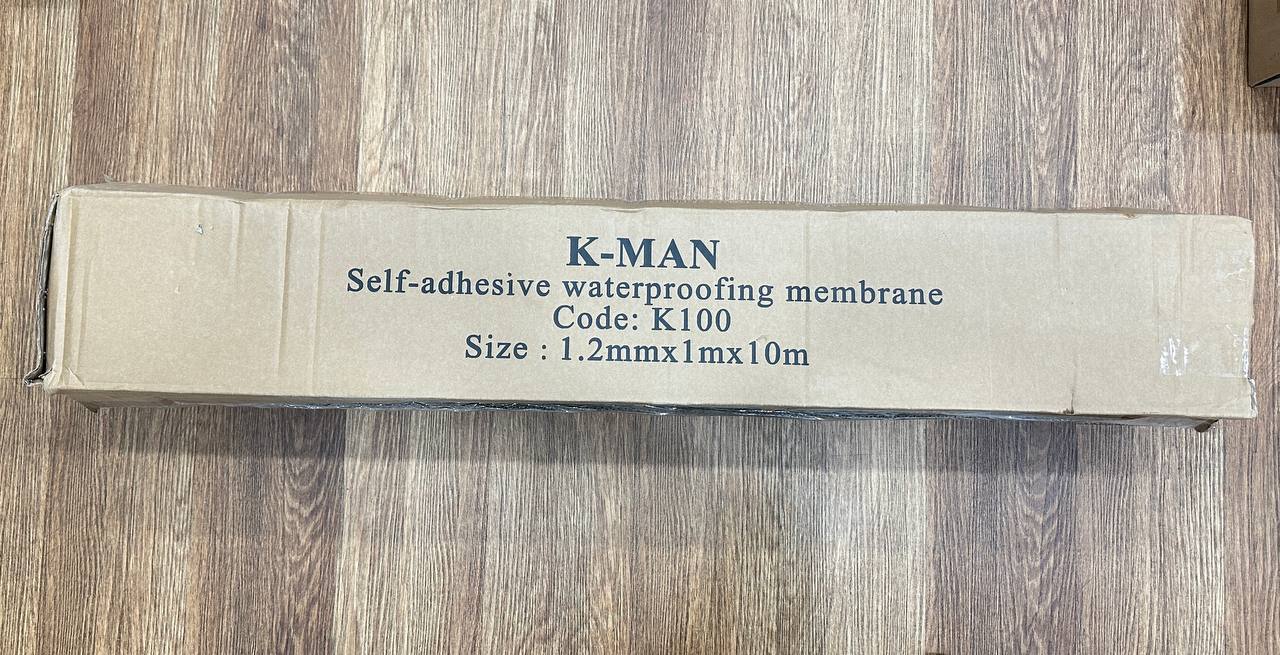 K-MAN
Self-adhesive waterproofing membrane
Code: K100
Size : 1.2mmx1mx10m